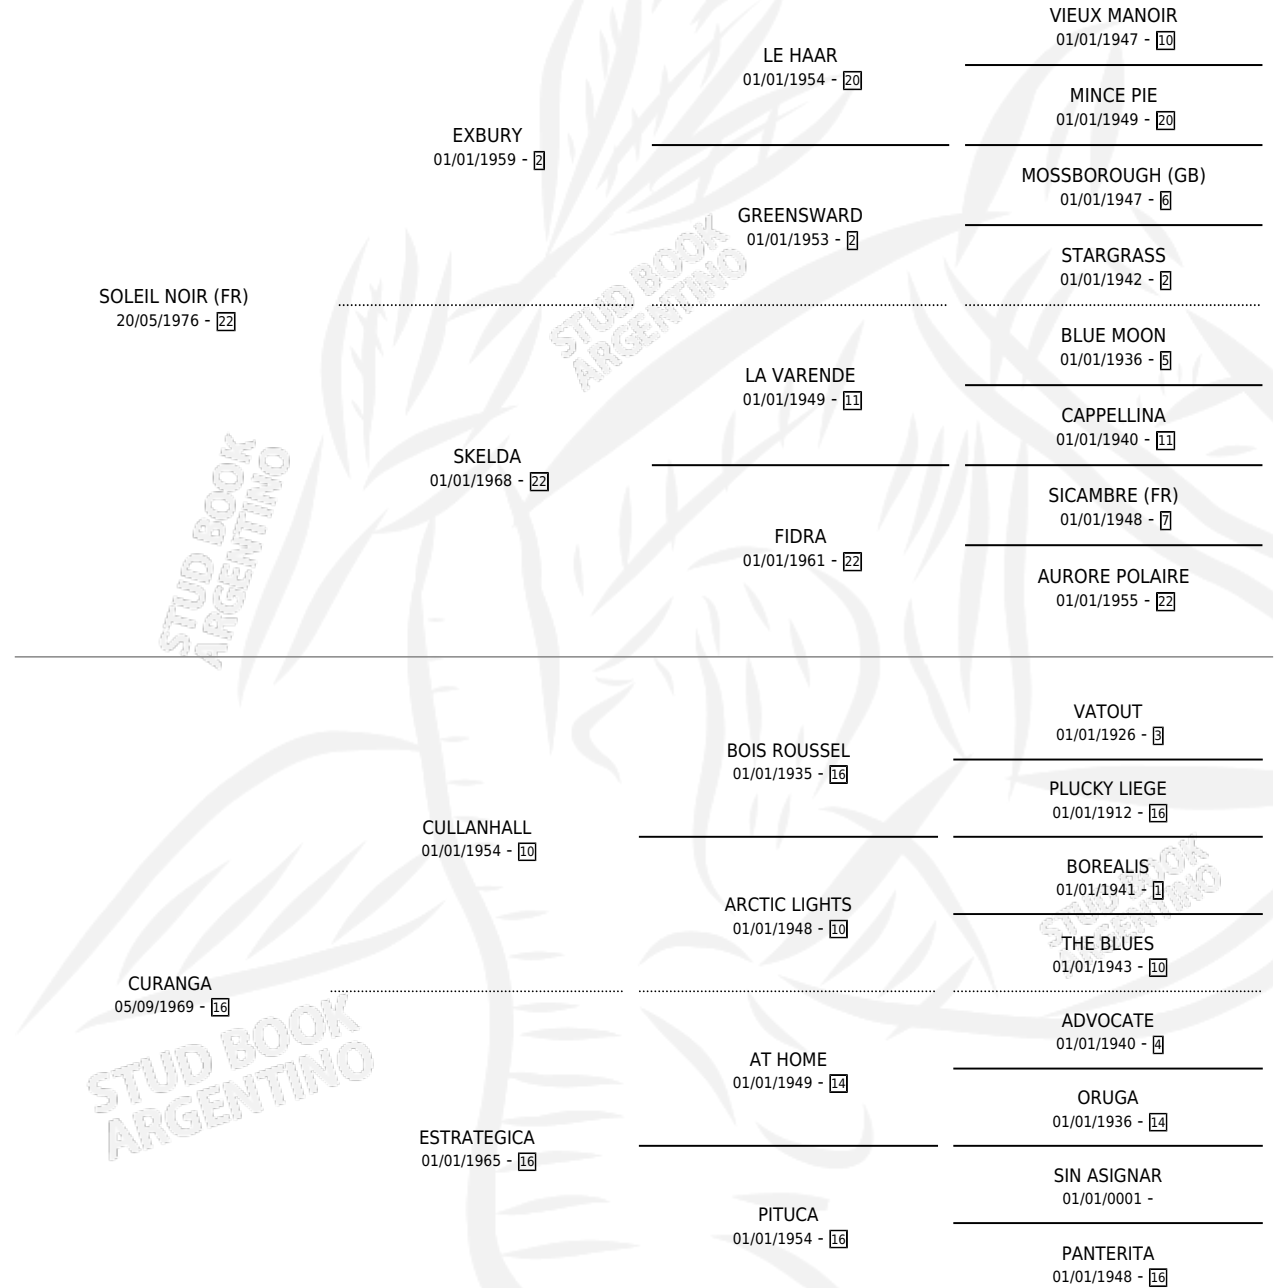 VIEUX MANOIR
01/01/1947 - 10
LE HAAR
01/01/1954 - 20
MINCE PIE
01/01/1949 - 20
EXBURY
01/01/1959 - 2
MOSSBOROUGH (GB)
01/01/1947 - 6
GREENSWARD
01/01/1953 - 2
STARGRASS
01/01/1942 - 2
SOLEIL NOIR (FR)
20/05/1976 - 22
BLUE MOON
01/01/1936 - 5
LA VARENDE
01/01/1949 - 11
CAPPELLINA
01/01/1940 - 11
SKELDA
01/01/1968 - 22
SICAMBRE (FR)
01/01/1948 - 7
FIDRA
01/01/1961 - 22
AURORE POLAIRE
01/01/1955 - 22
VATOUT
01/01/1926 - 3
BOIS ROUSSEL
01/01/1935 - 16
PLUCKY LIEGE
01/01/1912 - 16
CULLANHALL
01/01/1954 - 10
BOREALIS
01/01/1941 - 1
ARCTIC LIGHTS
01/01/1948 - 10
THE BLUES
01/01/1943 - 10
CURANGA
05/09/1969 - 16
ADVOCATE
01/01/1940 - 4
AT HOME
01/01/1949 - 14
ORUGA
01/01/1936 - 14
ESTRATEGICA
01/01/1965 - 16
SIN ASIGNAR
01/01/0001 -
PITUCA
01/01/1954 - 16
PANTERITA
01/01/1948 - 16
STUD BOOK
ARGENTINO
STUD BOOK
ARGENTINO
STUD BOOK
ARGENTINO
STUD BOOK
ARGENTINO